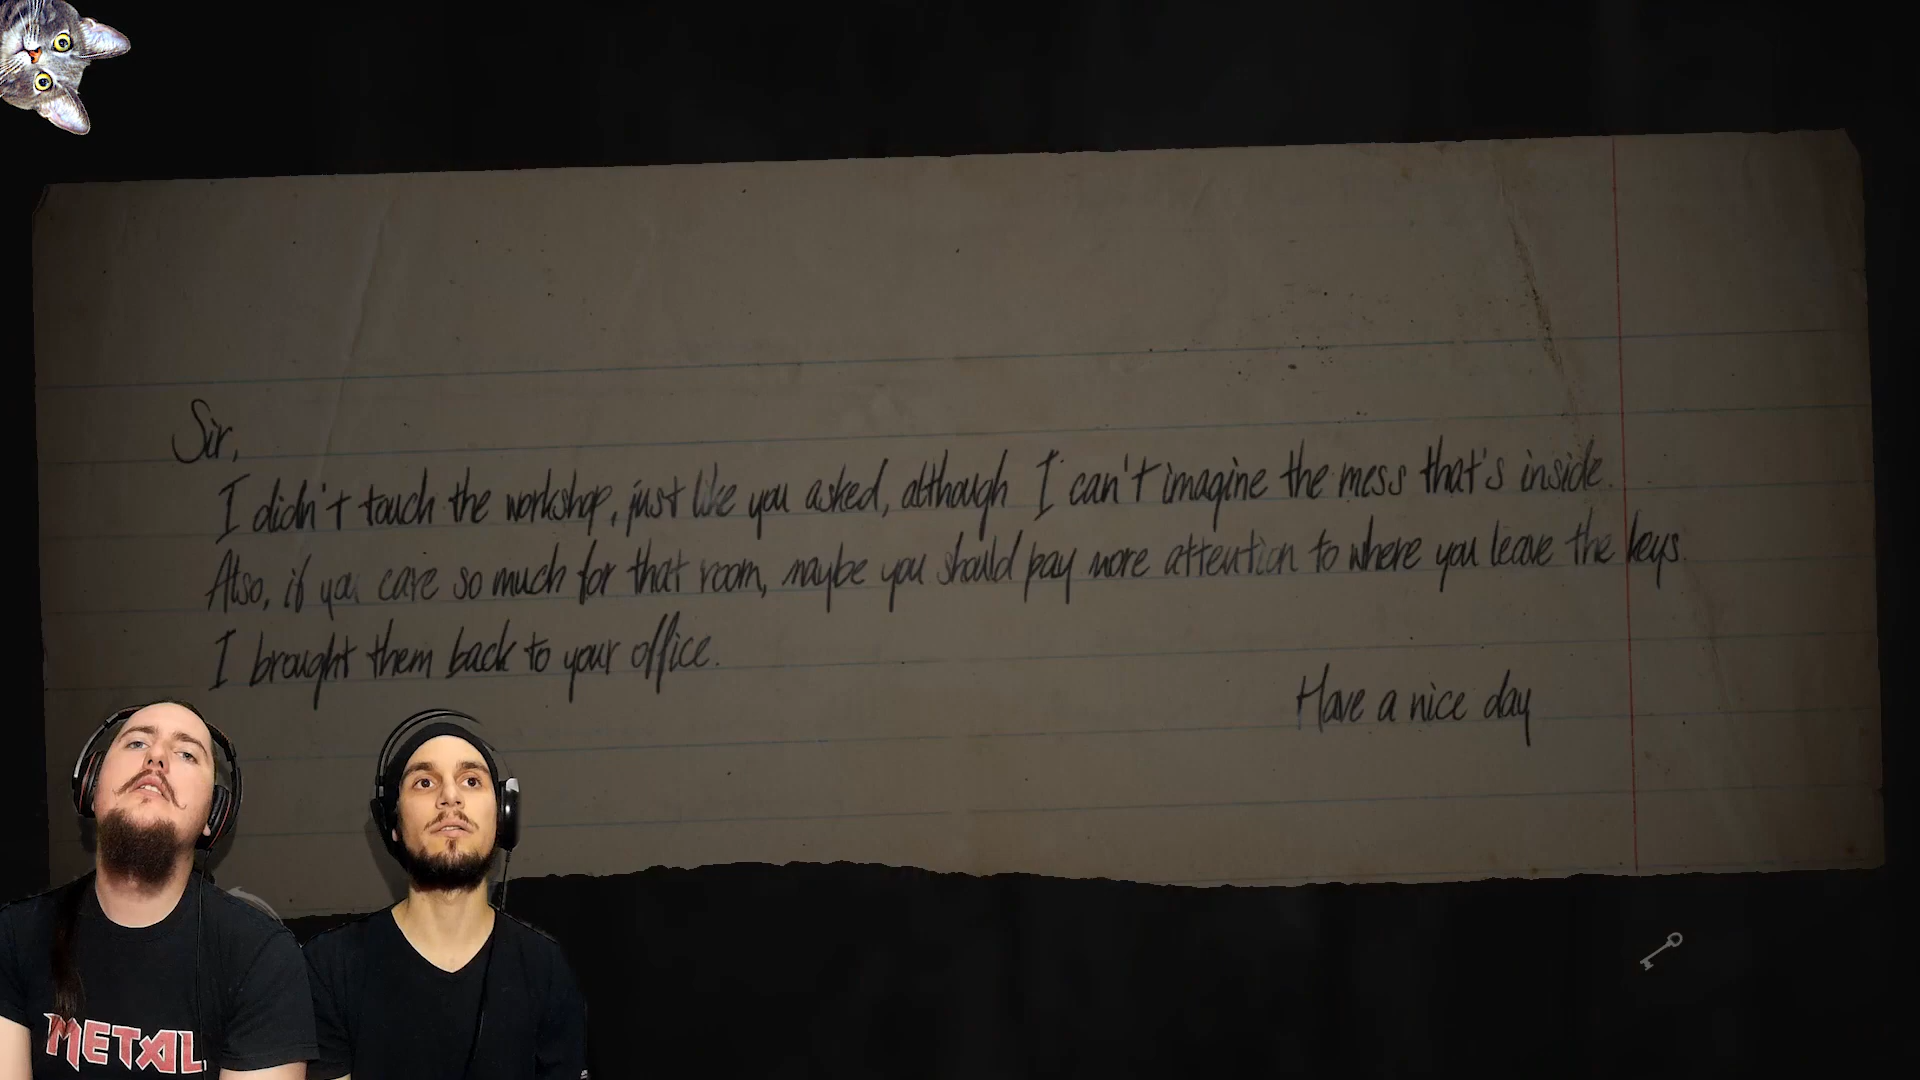 Sir,
I didn't touch the workshop, just like you asked, although I can't imagine the mess that's inside.
Also, if you care so much for that room, maybe you should pay more attention to where you leave the keys.
I brought them back to your office.
Have a nice day
METAL